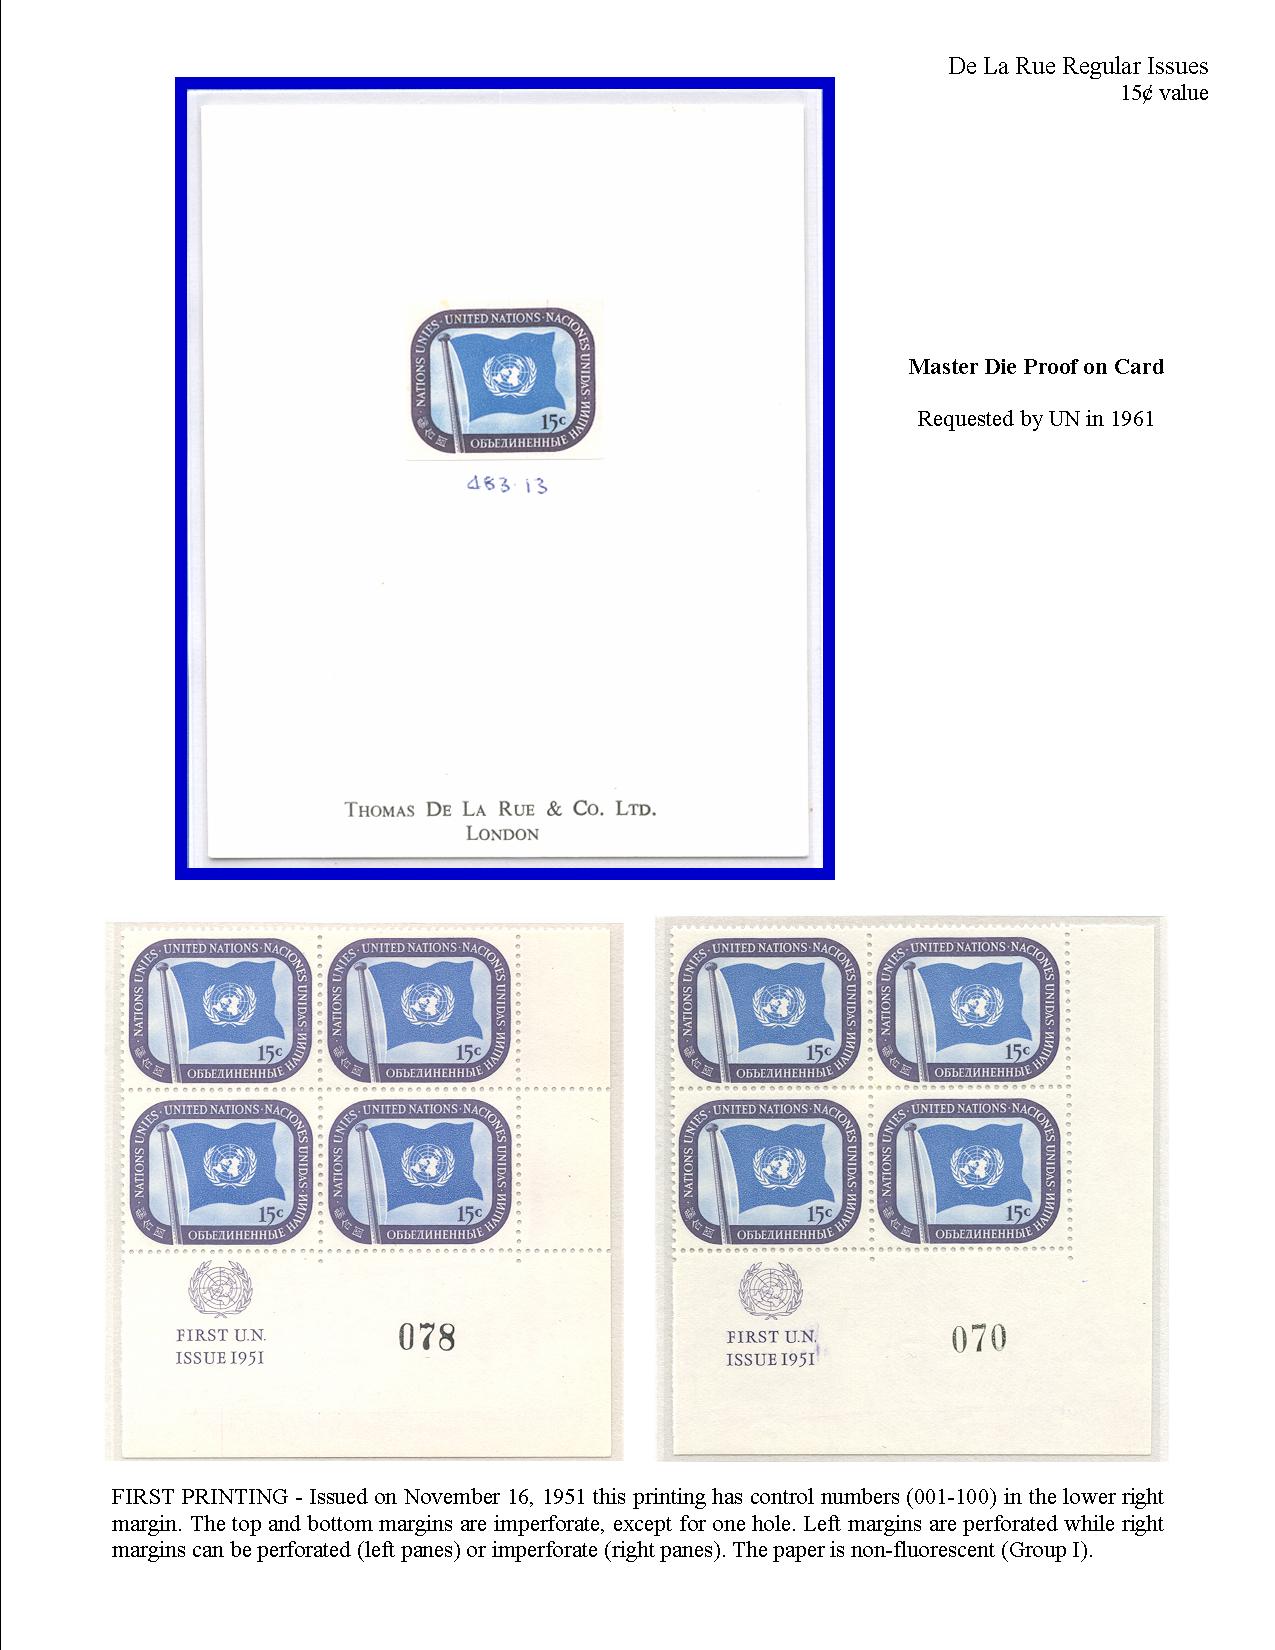 De La Rue Regular Issues
15¢ value
NATIONS UNIES · UNITED NATIONS · NACIONES UNIDAS · ОБЪЕДИНЕННЫЕ НАЦИИ
15c
483·13
Master Die Proof on Card
Requested by UN in 1961
THOMAS DE LA RUE & CO. LTD.
LONDON
NATIONS UNIES · UNITED NATIONS · NACIONES UNIDAS · ОБЪЕДИНЕННЫЕ НАЦИИ
15c
NATIONS UNIES · UNITED NATIONS · NACIONES UNIDAS · ОБЪЕДИНЕННЫЕ НАЦИИ
15c
NATIONS UNIES · UNITED NATIONS · NACIONES UNIDAS · ОБЪЕДИНЕННЫЕ НАЦИИ
15c
NATIONS UNIES · UNITED NATIONS · NACIONES UNIDAS · ОБЪЕДИНЕННЫЕ НАЦИИ
15c
FIRST U.N.
ISSUE 1951
078
NATIONS UNIES · UNITED NATIONS · NACIONES UNIDAS · ОБЪЕДИНЕННЫЕ НАЦИИ
15c
NATIONS UNIES · UNITED NATIONS · NACIONES UNIDAS · ОБЪЕДИНЕННЫЕ НАЦИИ
15c
NATIONS UNIES · UNITED NATIONS · NACIONES UNIDAS · ОБЪЕДИНЕННЫЕ НАЦИИ
15c
NATIONS UNIES · UNITED NATIONS · NACIONES UNIDAS · ОБЪЕДИНЕННЫЕ НАЦИИ
15c
FIRST U.N.
ISSUE 1951
070
FIRST PRINTING - Issued on November 16, 1951 this printing has control numbers (001-100) in the lower right
margin. The top and bottom margins are imperforate, except for one hole. Left margins are perforated while right
margins can be perforated (left panes) or imperforate (right panes). The paper is non-fluorescent (Group I).